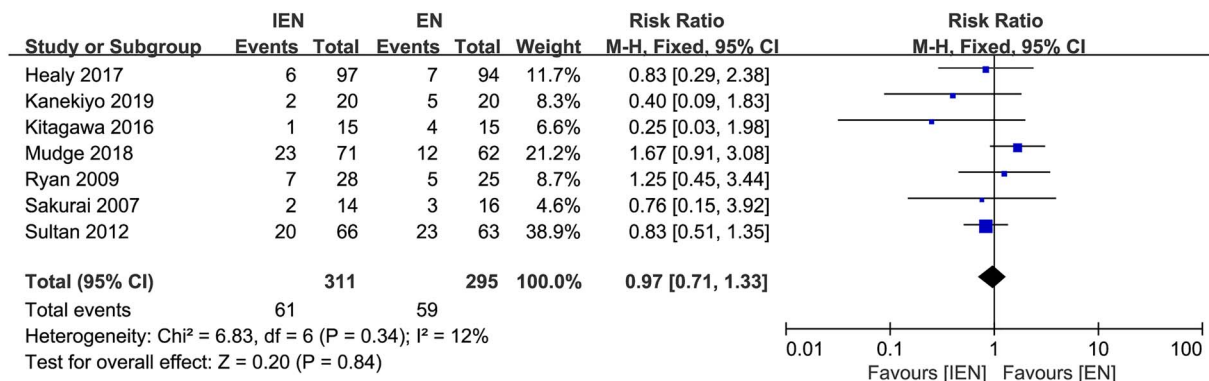 IEN EN Risk Ratio Risk Ratio
Study or Subgroup Events Total Events Total Weight M-H, Fixed, 95% CI M-H, Fixed, 95% CI
Healy 2017 6 97 7 94 11.7% 0.83 [0.29, 2.38]
Kanekiyo 2019 2 20 5 20 8.3% 0.40 [0.09, 1.83]
Kitagawa 2016 1 15 4 15 6.6% 0.25 [0.03, 1.98]
Mudge 2018 23 71 12 62 21.2% 1.67 [0.91, 3.08]
Ryan 2009 7 28 5 25 8.7% 1.25 [0.45, 3.44]
Sakurai 2007 2 14 3 16 4.6% 0.76 [0.15, 3.92]
Sultan 2012 20 66 23 63 38.9% 0.83 [0.51, 1.35]
Total (95% CI) 311 295 100.0% 0.97 [0.71, 1.33]
Total events 61 59
Heterogeneity: Chi² = 6.83, df = 6 (P = 0.34); I² = 12%
Test for overall effect: Z = 0.20 (P = 0.84)
0.01 0.1 1 10 100
Favours [IEN] Favours [EN]